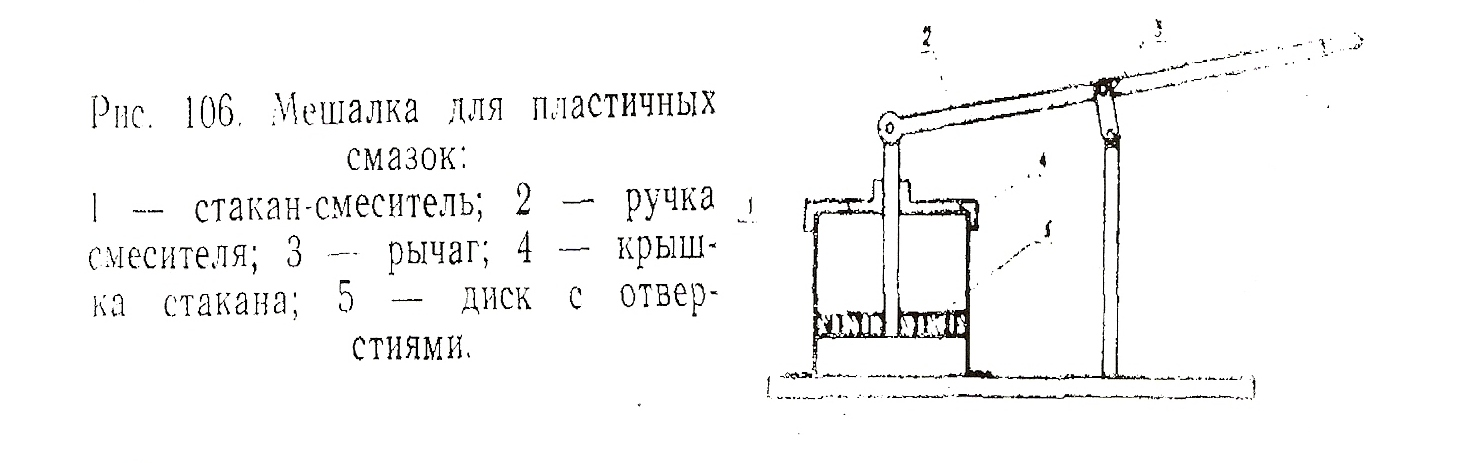 Рис. 106. Мешалка для пластичных
смазок:
1 — стакан-смеситель; 2 — ручка
смесителя; 3 — рычаг; 4 — крыш-
ка стакана; 5 — диск с отвер-
стиями.
2
3
4
1
5